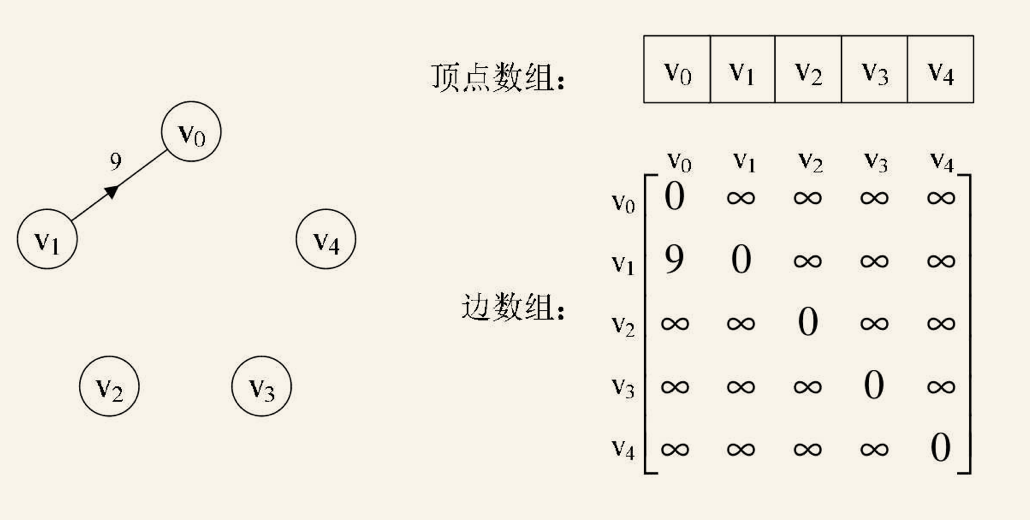 顶点数组： v₀ v₁ v₂ v₃ v₄
v₀
9
v₁ v₄
v₂ v₃
边数组：
v₀ v₁ v₂ v₃ v₄
v₀ 0 ∞ ∞ ∞ ∞
v₁ 9 0 ∞ ∞ ∞
v₂ ∞ ∞ 0 ∞ ∞
v₃ ∞ ∞ ∞ 0 ∞
v₄ ∞ ∞ ∞ ∞ 0